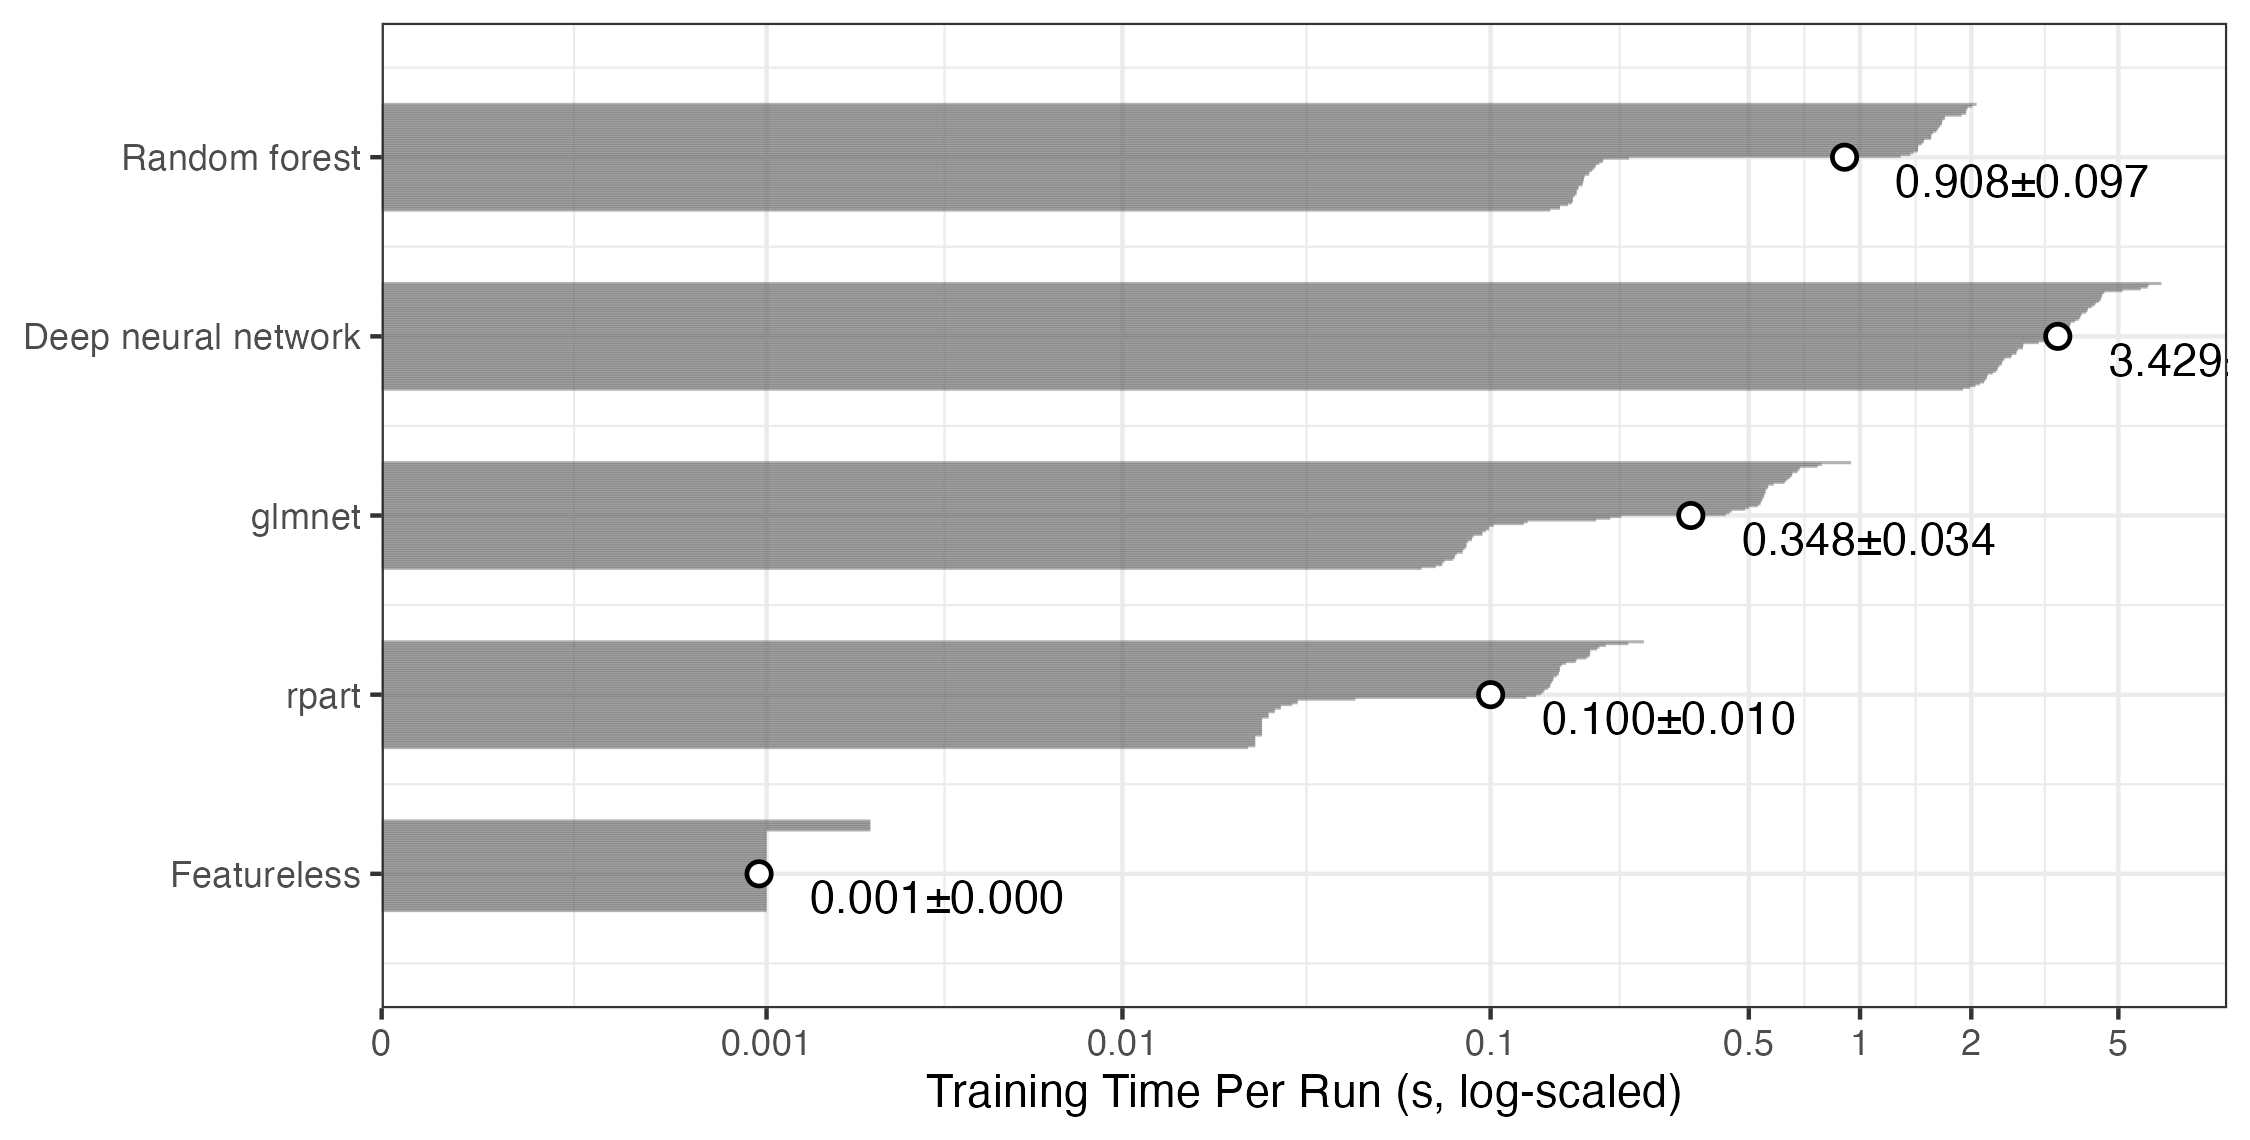 Random forest
0.908±0.097
Deep neural network
3.429
glmnet
0.348±0.034
rpart
0.100±0.010
Featureless
0.001±0.000
0 0.001 0.01 0.1 0.5 1 2 5
Training Time Per Run (s, log-scaled)